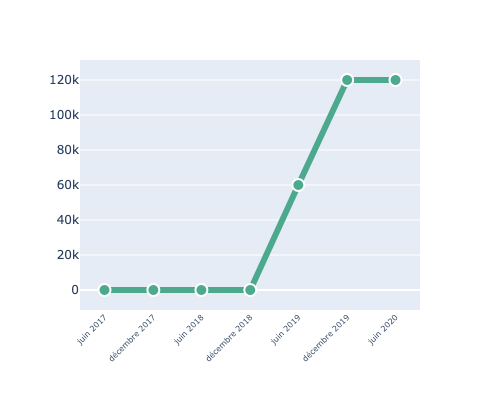 120k
100k
80k
60k
40k
20k
0
juin 2017
décembre 2017
juin 2018
décembre 2018
juin 2019
décembre 2019
juin 2020